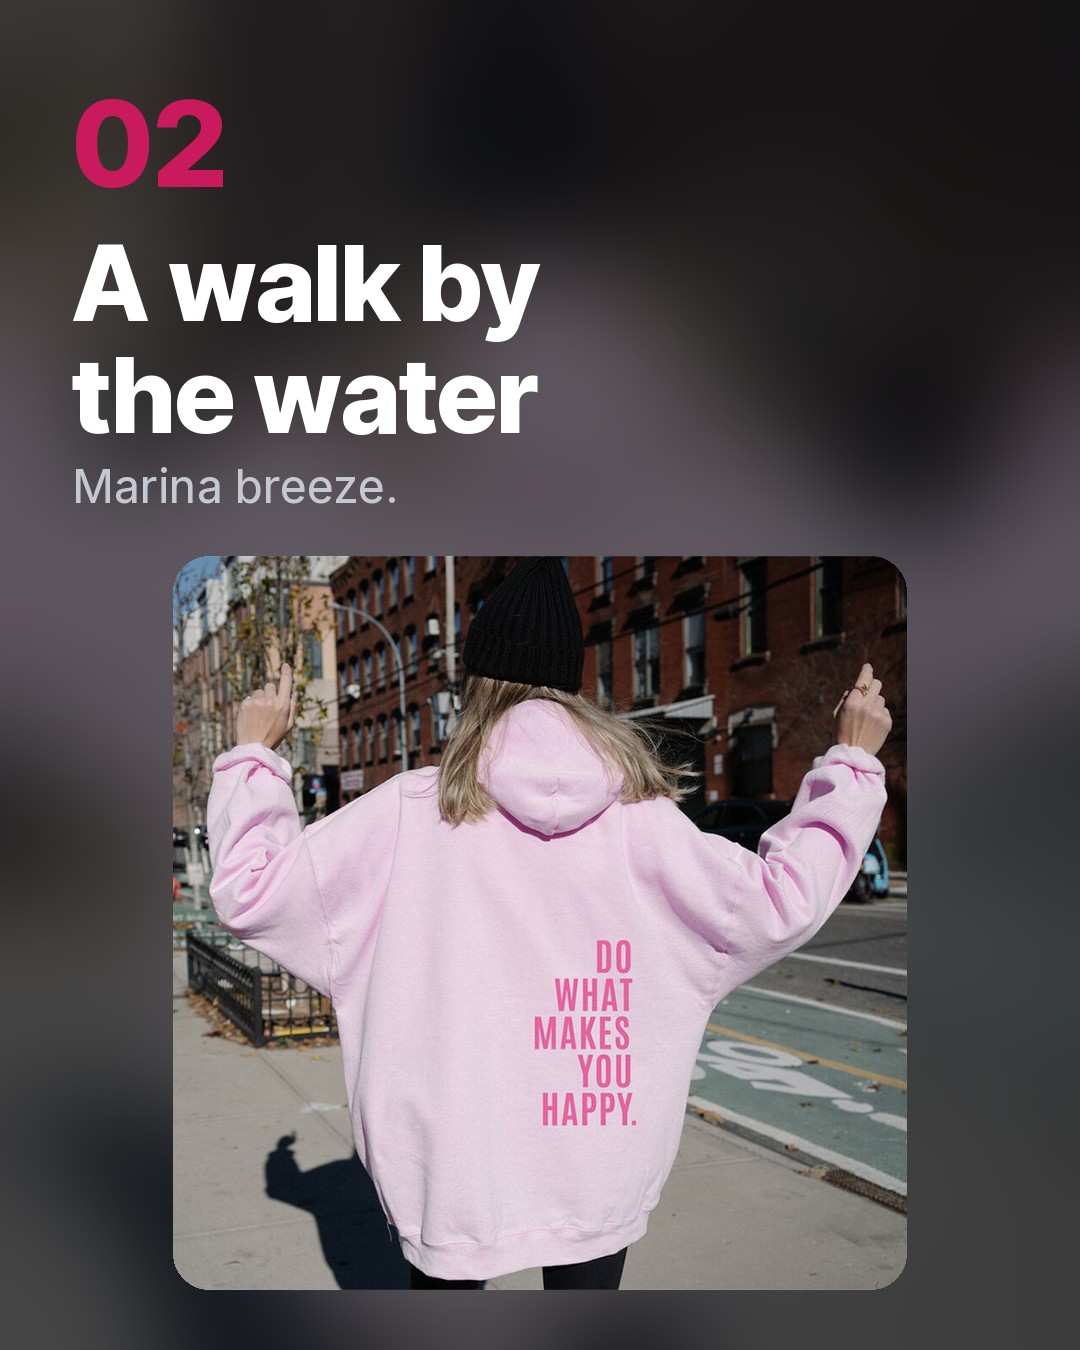 02
A walk by
the water
Marina breeze.
DO
WHAT
MAKES
YOU
HAPPY.